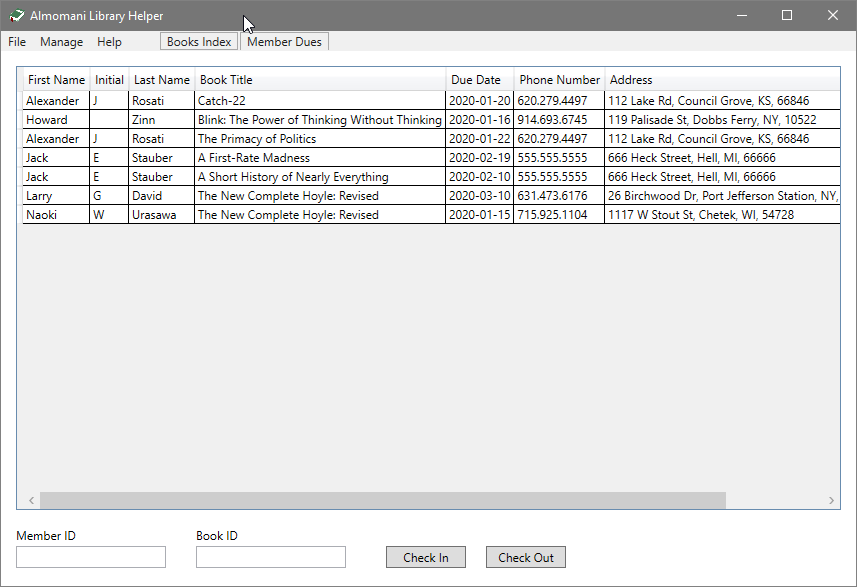 Almomani Library Helper
File Manage Help Books Index Member Dues
First Name Initial Last Name Book Title Due Date Phone Number Address
Alexander J Rosati Catch-22 2020-01-20 620.279.4497 112 Lake Rd, Council Grove, KS, 66846
Howard Zinn Blink: The Power of Thinking Without Thinking 2020-01-16 914.693.6745 119 Palisade St, Dobbs Ferry, NY, 10522
Alexander J Rosati The Primacy of Politics 2020-01-22 620.279.4497 112 Lake Rd, Council Grove, KS, 66846
Jack E Stauber A First-Rate Madness 2020-02-19 555.555.5555 666 Heck Street, Hell, MI, 66666
Jack E Stauber A Short History of Nearly Everything 2020-02-10 555.555.5555 666 Heck Street, Hell, MI, 66666
Larry G David The New Complete Hoyle: Revised 2020-03-10 631.473.6176 26 Birchwood Dr, Port Jefferson Station, NY,
Naoki W Urasawa The New Complete Hoyle: Revised 2020-01-15 715.925.1104 1117 W Stout St, Chetek, WI, 54728
Member ID Book ID
Check In Check Out